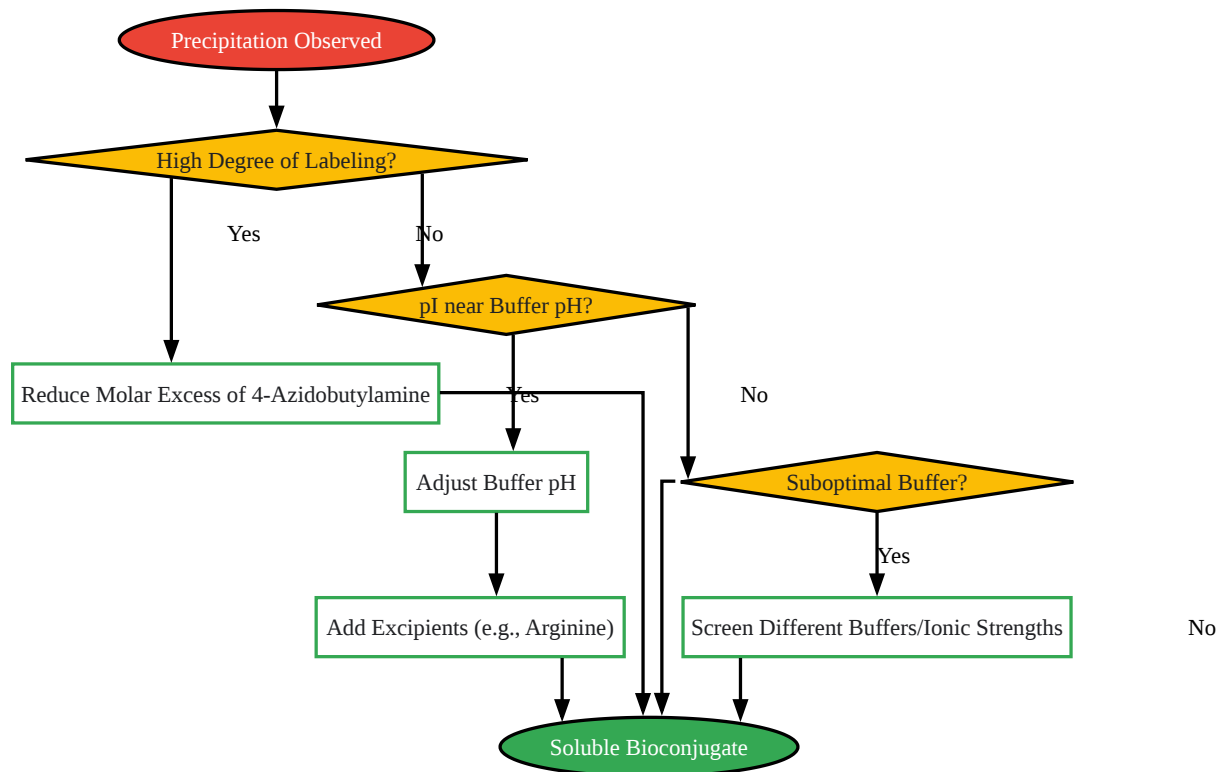 Precipitation Observed
High Degree of Labeling?
Yes
No
pI near Buffer pH?
Reduce Molar Excess of 4-Azidobutylamine
Yes
No
Adjust Buffer pH
Suboptimal Buffer?
Yes
Add Excipients (e.g., Arginine)
Screen Different Buffers/Ionic Strengths
No
Soluble Bioconjugate